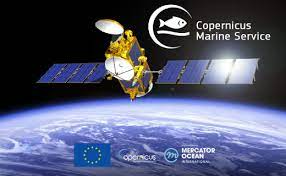 Copernicus
Marine Service
Copernicus
MERCATOR
OCEAN
INTERNATIONAL